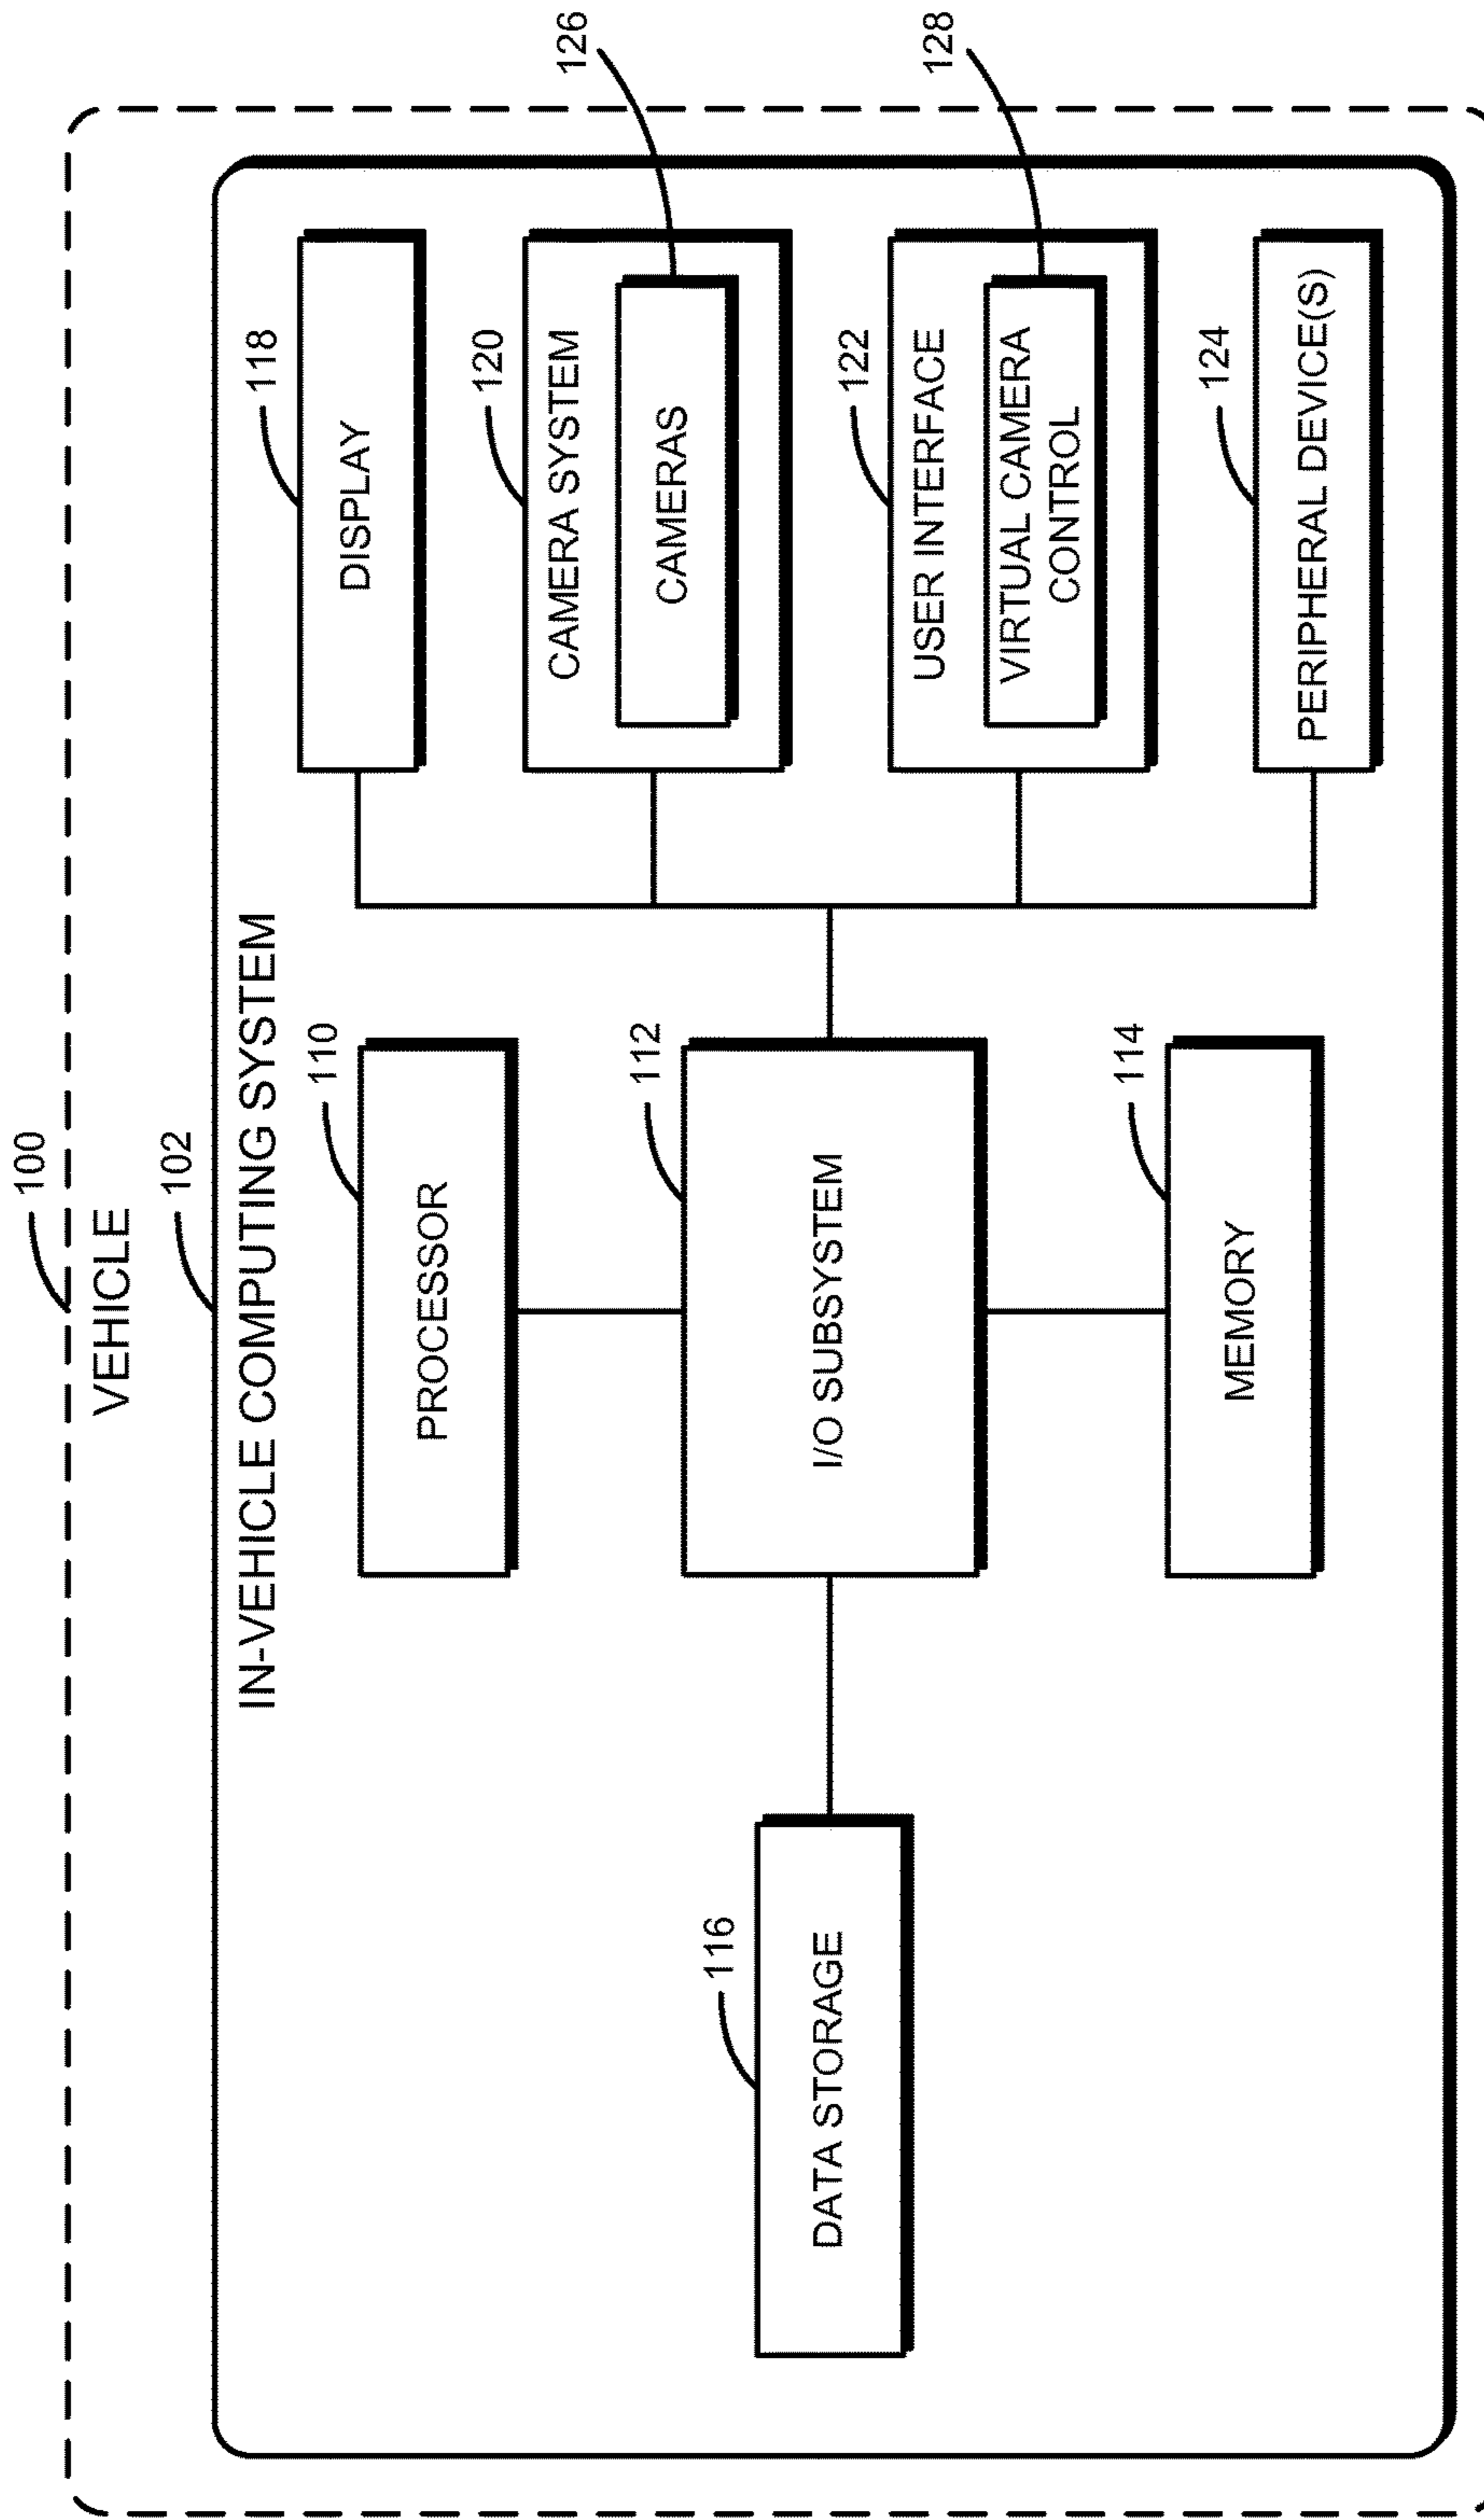 100
VEHICLE
102
IN-VEHICLE COMPUTING SYSTEM
116
DATA STORAGE
110
PROCESSOR
112
I/O SUBSYSTEM
114
MEMORY
118
DISPLAY
120
CAMERA SYSTEM
CAMERAS
126
122
USER INTERFACE
VIRTUAL CAMERA
CONTROL
128
124
PERIPHERAL DEVICE(S)